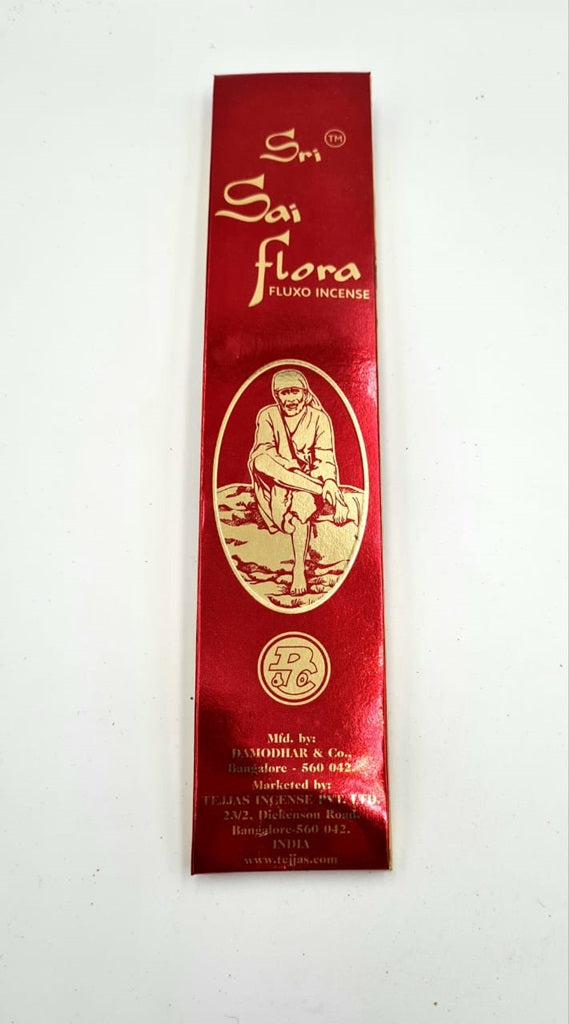 Sri ™
Sai
flora
FLUXO INCENSE
D
& Co
Mfd. by:
DAMODHAR & Co.,
Bangalore - 560 042.
Marketed by:
TEJJAS INCENSE PVT. LTD.
23/2, Dickenson Road,
Bangalore-560 042.
INDIA
www.tejjas.com